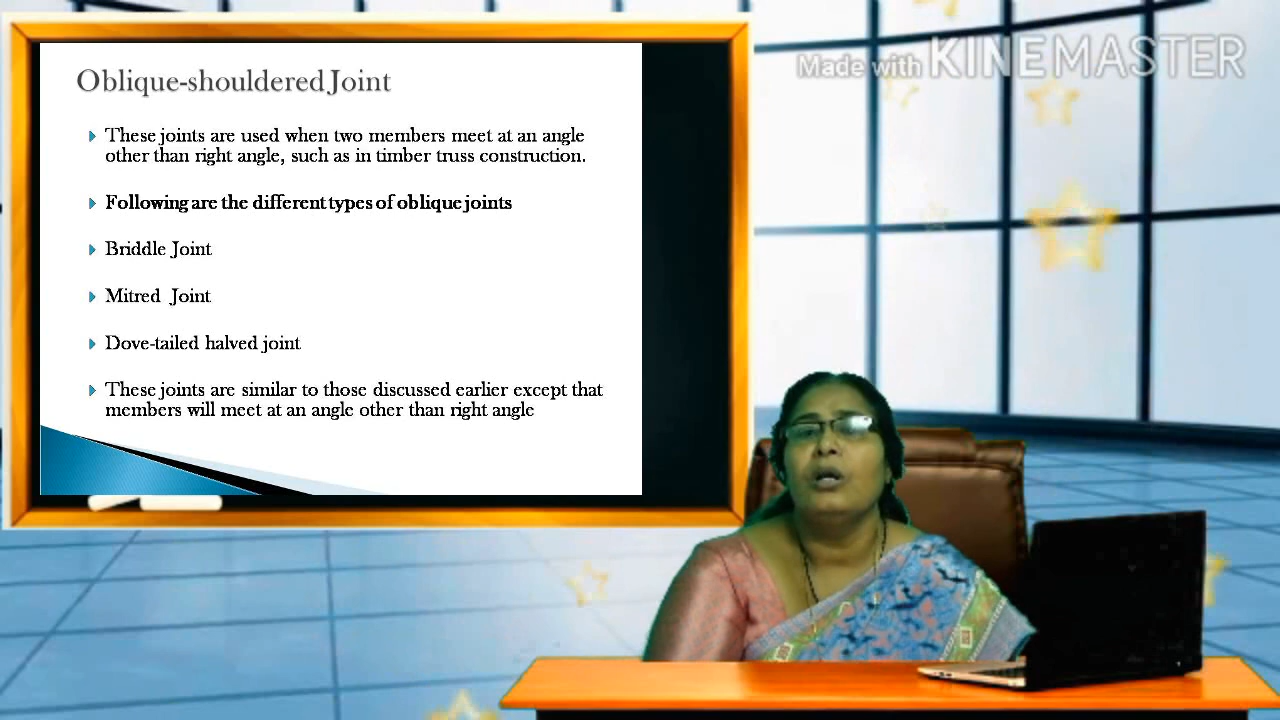 Oblique-shouldered Joint
These joints are used when two members meet at an angle
other than right angle, such as in timber truss construction.
Following are the different types of oblique joints
Briddle Joint
Mitred Joint
Dove-tailed halved joint
These joints are similar to those discussed earlier except that
members will meet at an angle other than right angle
Made with KINEMASTER